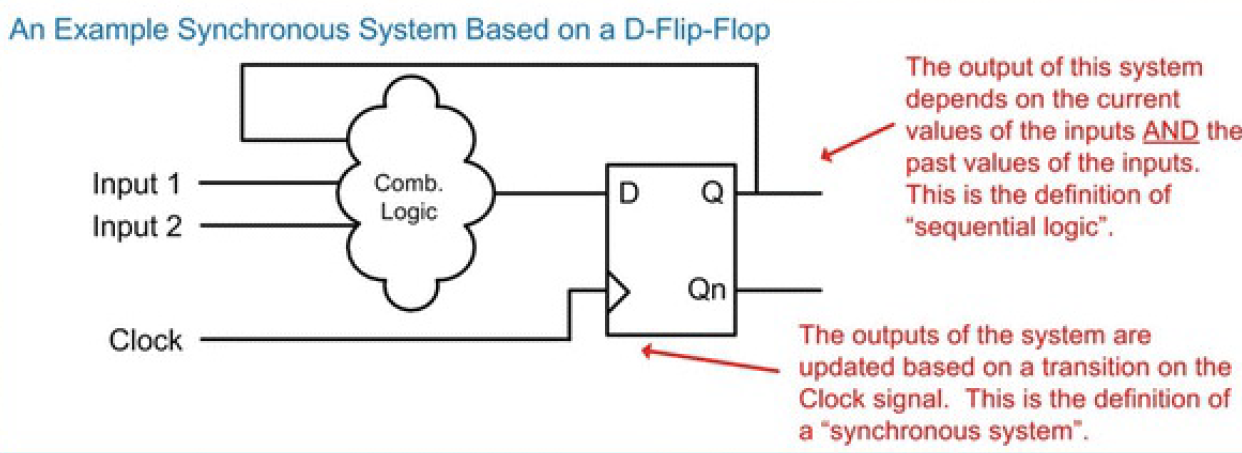 An Example Synchronous System Based on a D-Flip-Flop
The output of this system
depends on the current
values of the inputs AND the
past values of the inputs.
This is the definition of
“sequential logic”.
Input 1
Input 2
Comb.
Logic
D
Q
Qn
Clock
The outputs of the system are
updated based on a transition on the
Clock signal. This is the definition of
a “synchronous system”.